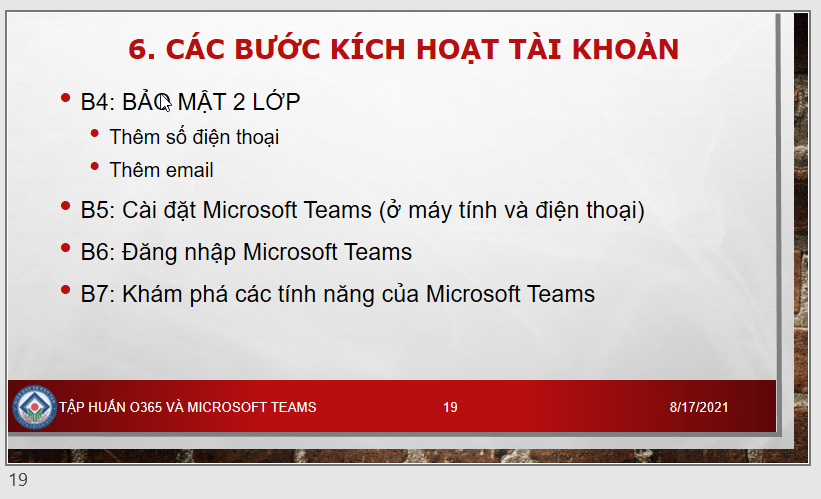 6. CÁC BƯỚC KÍCH HOẠT TÀI KHOẢN
B4: BẢO MẬT 2 LỚP
Thêm số điện thoại
Thêm email
B5: Cài đặt Microsoft Teams (ở máy tính và điện thoại)
B6: Đăng nhập Microsoft Teams
B7: Khám phá các tính năng của Microsoft Teams
TẬP HUẤN O365 VÀ MICROSOFT TEAMS
19
8/17/2021
19